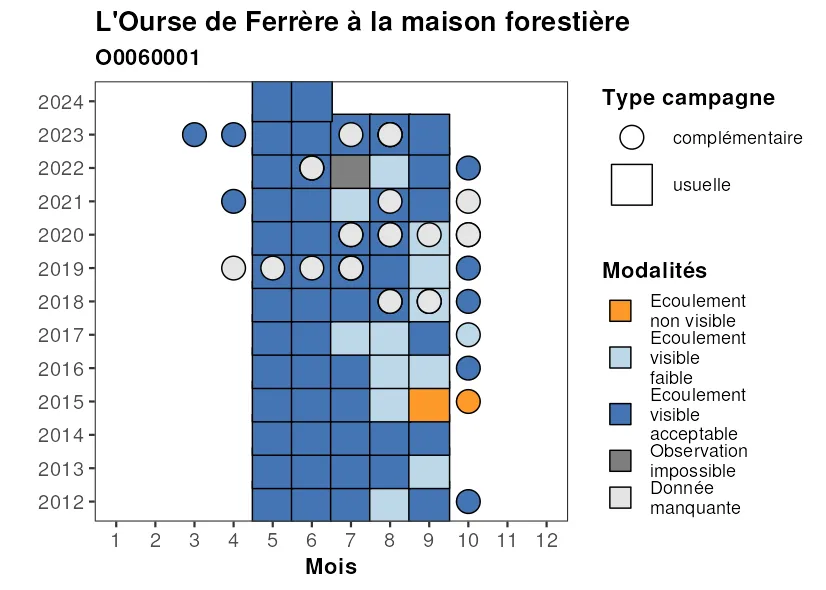 L'Ourse de Ferrère à la maison forestière
O0060001
2024
2023
2022
2021
2020
2019
2018
2017
2016
2015
2014
2013
2012
1 2 3 4 5 6 7 8 9 10 11 12
Mois
Type campagne
complémentaire
usuelle
Modalités
Ecoulement
non visible
Ecoulement
visible
faible
Ecoulement
visible
acceptable
Observation
impossible
Donnée
manquante